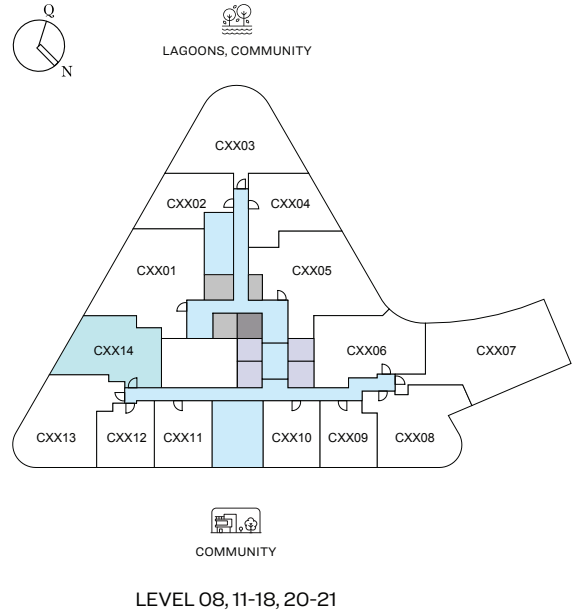 Q
N
LAGOONS, COMMUNITY
CXX03
CXX02
CXX04
CXX01
CXX05
CXX14
CXX06
CXX07
CXX13
CXX12
CXX11
CXX10
CXX09
CXX08
COMMUNITY
LEVEL 08, 11-18, 20-21